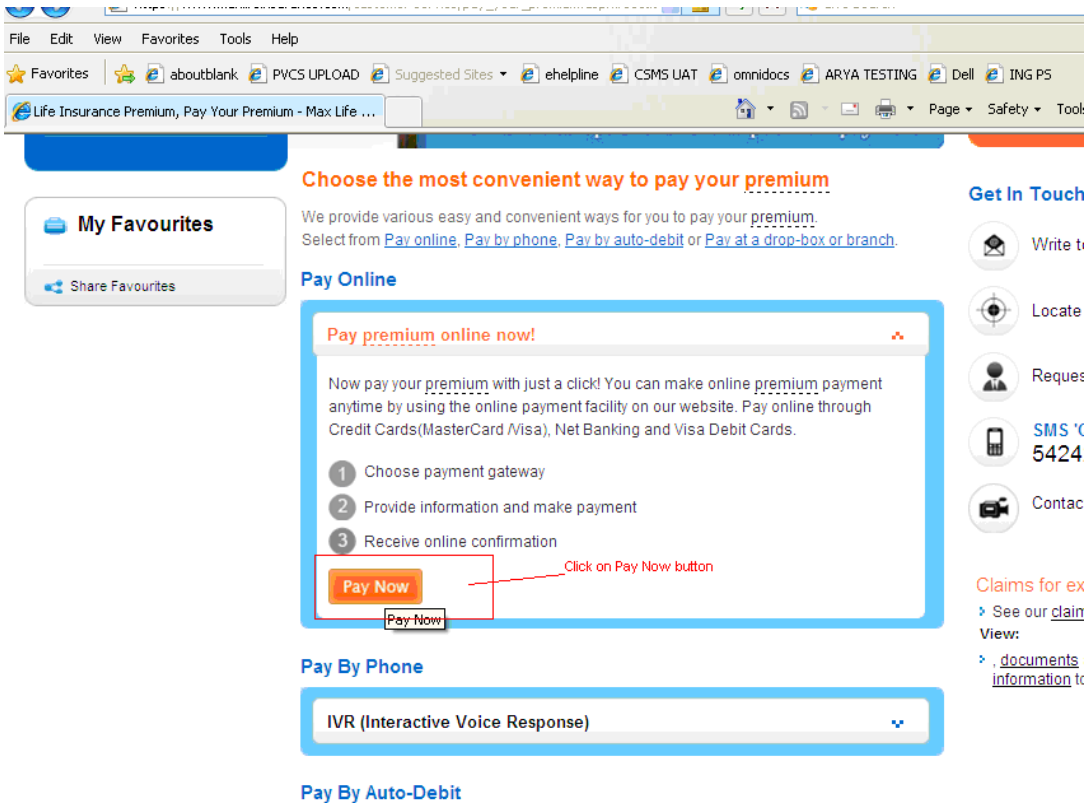 File Edit View Favorites Tools Help
Favorites aboutblank PVCS UPLOAD Suggested Sites ehelpline CSMS UAT omnidocs ARYA TESTING Dell ING PS
Life Insurance Premium, Pay Your Premium - Max Life ... Page Safety Tools
Choose the most convenient way to pay your premium
We provide various easy and convenient ways for you to pay your premium.
Select from Pay online, Pay by phone, Pay by auto-debit or Pay at a drop-box or branch.
My Favourites
Share Favourites
Pay Online
Pay premium online now!
Now pay your premium with just a click! You can make online premium payment
anytime by using the online payment facility on our website. Pay online through
Credit Cards(MasterCard /Visa), Net Banking and Visa Debit Cards.
1 Choose payment gateway
2 Provide information and make payment
3 Receive online confirmation
Click on Pay Now button
Pay Now
Pay Now
Pay By Phone
IVR (Interactive Voice Response)
Pay By Auto-Debit
Get In Touch
Write
Locate
SMS
5424
Claims for
See our
View:
, documents
information